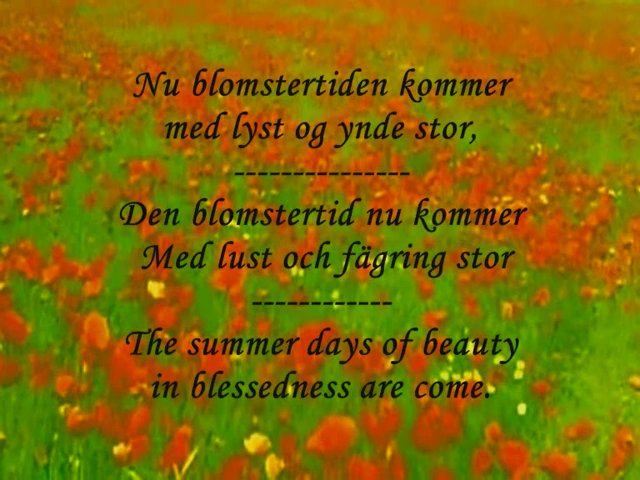 Nu blomstertiden kommer
med lyst og ynde stor,
---------------
Den blomstertid nu kommer
Med lust och fägring stor
------------
The summer days of beauty
in blessedness are come.